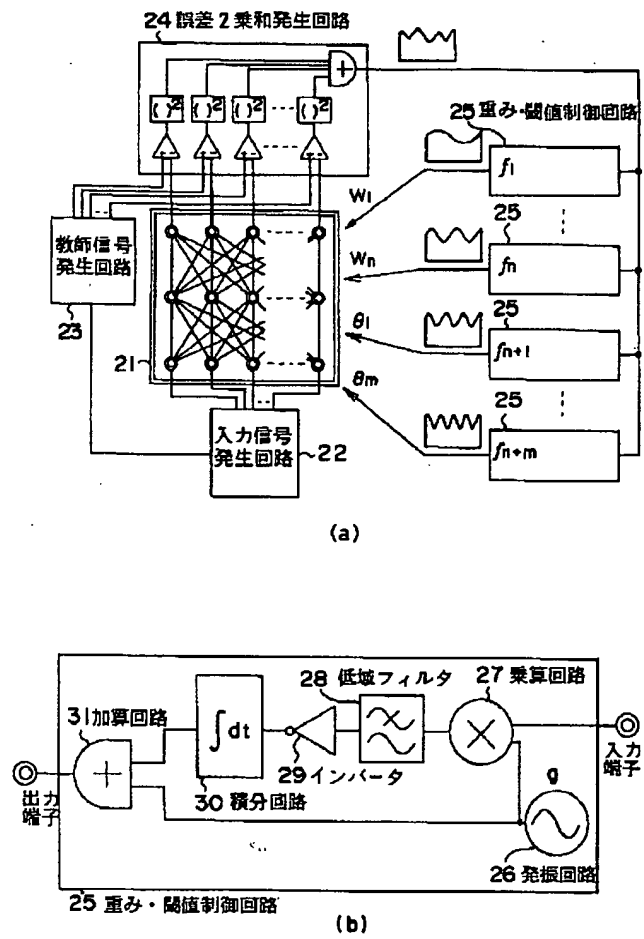 24 誤差2乗和発生回路
+
( )² ( )² ( )² ( )²
25 重み・閾値制御回路
f1
W1
25
fn
Wn
教師信号
発生回路
23
25
fn+1
θ1
21
25
fn+m
θm
入力信号
発生回路
22
(a)
28 低域フィルタ
27 乗算回路
31 加算回路
∫dt
29 インバータ
30 積分回路
+
×
入力
端子
出力
端子
g
26 発振回路
25 重み・閾値制御回路
(b)